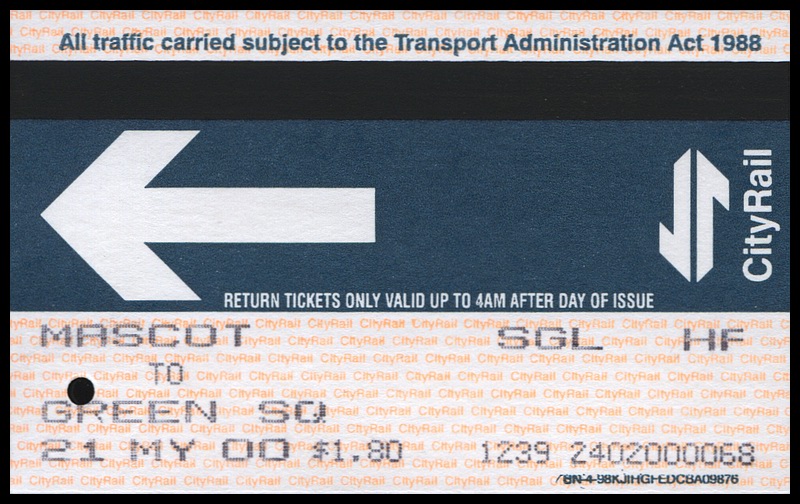 All traffic carried subject to the Transport Administration Act 1988
CityRail
RETURN TICKETS ONLY VALID UP TO 4AM AFTER DAY OF ISSUE
MASCOT SGL HF
TO
GREEN SQ
21 MY 00 $1.80 1239 2402000068